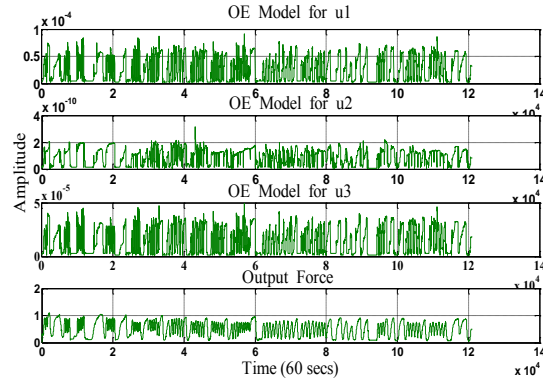 OE Model for u1
x 10-4
1
0.5
0
0 2 4 6 8 10 12 14
x 10 4
OE Model for u2
x 10-10
4
2
0
0 2 4 6 8 10 12 14
x 10 4
OE Model for u3
x 10-5
5
0
0 2 4 6 8 10 12 14
x 10 4
Output Force
2
1
0
0 2 4 6 8 10 12 14
x 10 4
Time (60 secs)
Amplitude